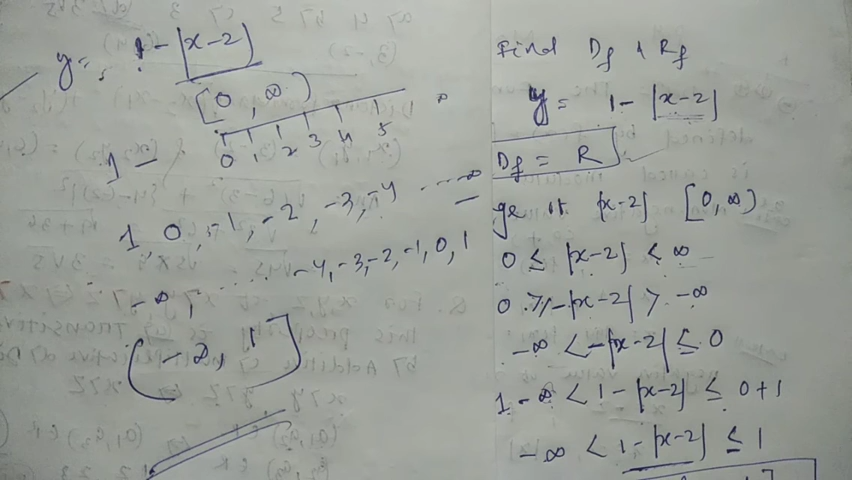 y = 1 - |x-2|
[0, ∞)
0 1 2 3 4 5 ∞
1 -
1, 0, -1, -2, -3, -4 ..... -∞
-∞, ..... -4, -3, -2, -1, 0, 1
(-∞, 1]
Find Df & Rf
y = 1 - |x-2|
Df = R
|x-2| [0, ∞)
0 ≤ |x-2| < ∞
0 ≥ -|x-2| > -∞
-∞ < -|x-2| ≤ 0
1 - ∞ < 1 - |x-2| ≤ 0+1
-∞ < 1 - |x-2| ≤ 1